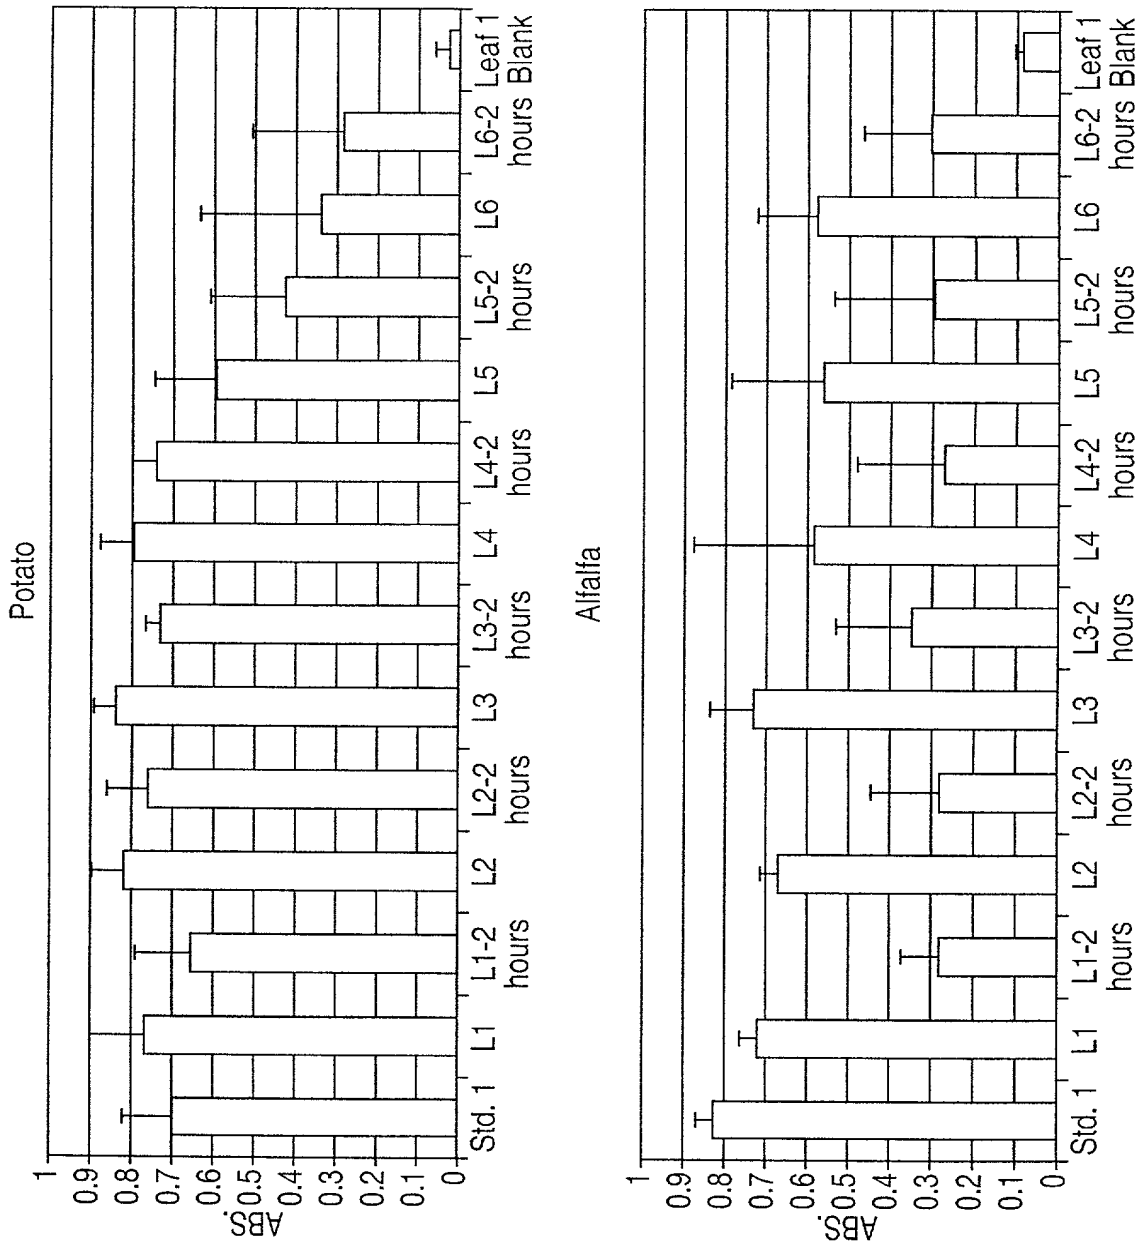 Potato
1
0.9
0.8
0.7
0.6
0.5
0.4
0.3
0.2
0.1
0
ABS.
Std. 1
L1
L1-2 hours
L2
L2-2 hours
L3
L3-2 hours
L4
L4-2 hours
L5
L5-2 hours
L6
L6-2 hours
Leaf 1 Blank
Alfalfa
1
0.9
0.8
0.7
0.6
0.5
0.4
0.3
0.2
0.1
0
ABS.
Std. 1
L1
L1-2 hours
L2
L2-2 hours
L3
L3-2 hours
L4
L4-2 hours
L5
L5-2 hours
L6
L6-2 hours
Leaf 1 Blank